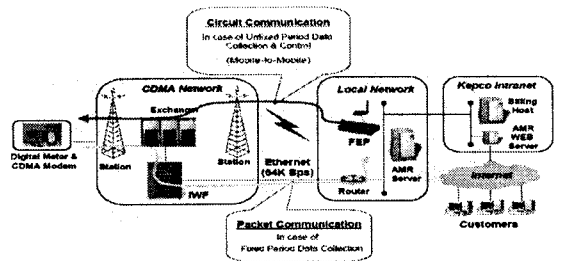 Circuit Communication
In case of Unfixed Period Data
Collection & Control
(Mobile-to-Mobile)
CDMA Network
Local Network
Kepco Intranet
Exchange
Station
Station
IWF
Digital Meter &
CDMA Modem
Ethernet
(64K Bps)
FEP
AMR
Server
Router
Billing
Host
AMR
WEB
Server
Internet
Customers
Packet Communication
In case of
Fixed Period Data Collection